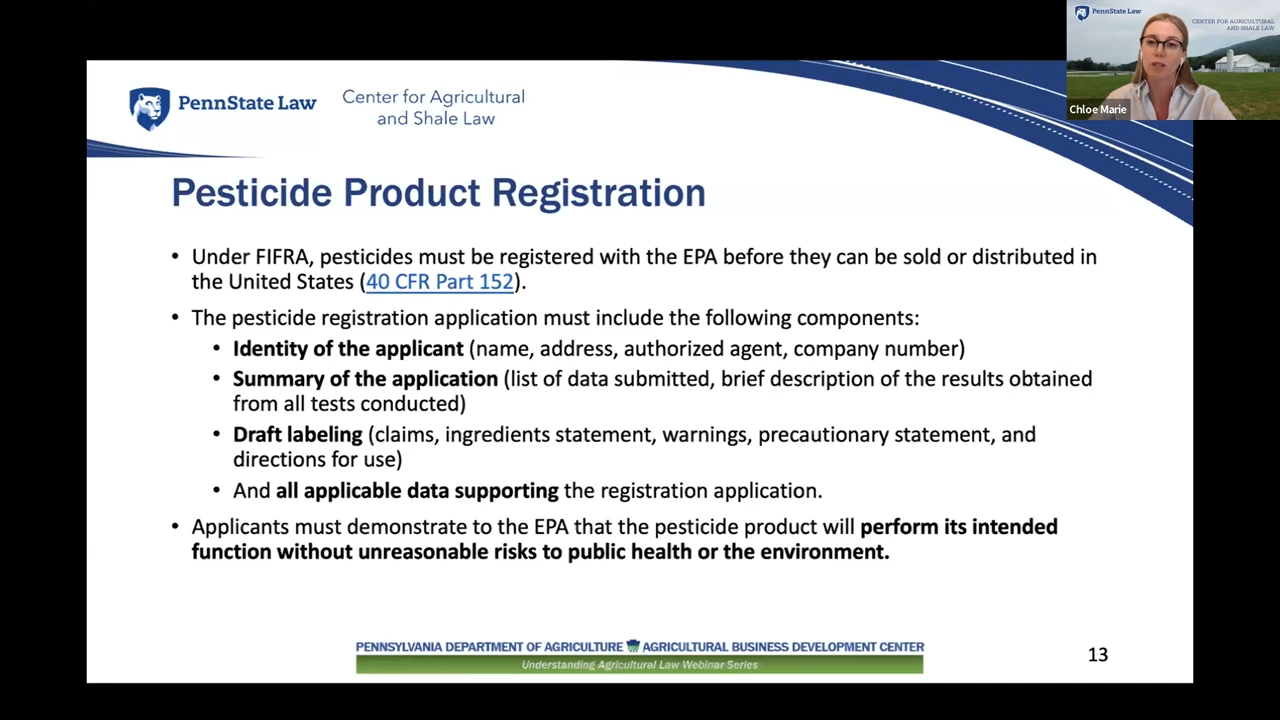 PennState Law
CENTER FOR AGRICULTURAL
AND SHALE LAW
Chloe Marie
PennState Law
Center for Agricultural
and Shale Law
Pesticide Product Registration
• Under FIFRA, pesticides must be registered with the EPA before they can be sold or distributed in
the United States (40 CFR Part 152).
• The pesticide registration application must include the following components:
• Identity of the applicant (name, address, authorized agent, company number)
• Summary of the application (list of data submitted, brief description of the results obtained
from all tests conducted)
• Draft labeling (claims, ingredients statement, warnings, precautionary statement, and
directions for use)
• And all applicable data supporting the registration application.
• Applicants must demonstrate to the EPA that the pesticide product will perform its intended
function without unreasonable risks to public health or the environment.
PENNSYLVANIA DEPARTMENT OF AGRICULTURE AGRICULTURAL BUSINESS DEVELOPMENT CENTER
Understanding Agricultural Law Webinar Series
13